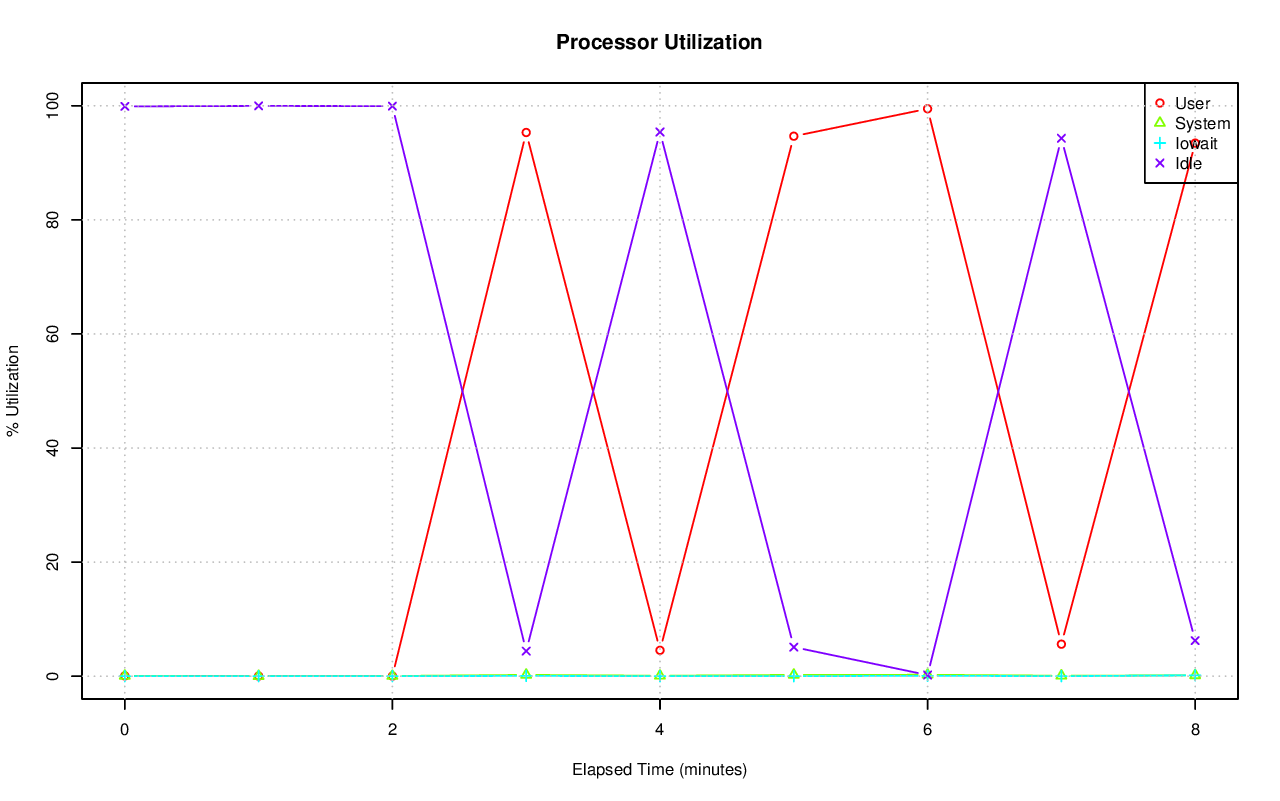 Processor Utilization
User
System
Iowait
Idle
100
80
60
40
20
0
% Utilization
0 2 4 6 8
Elapsed Time (minutes)